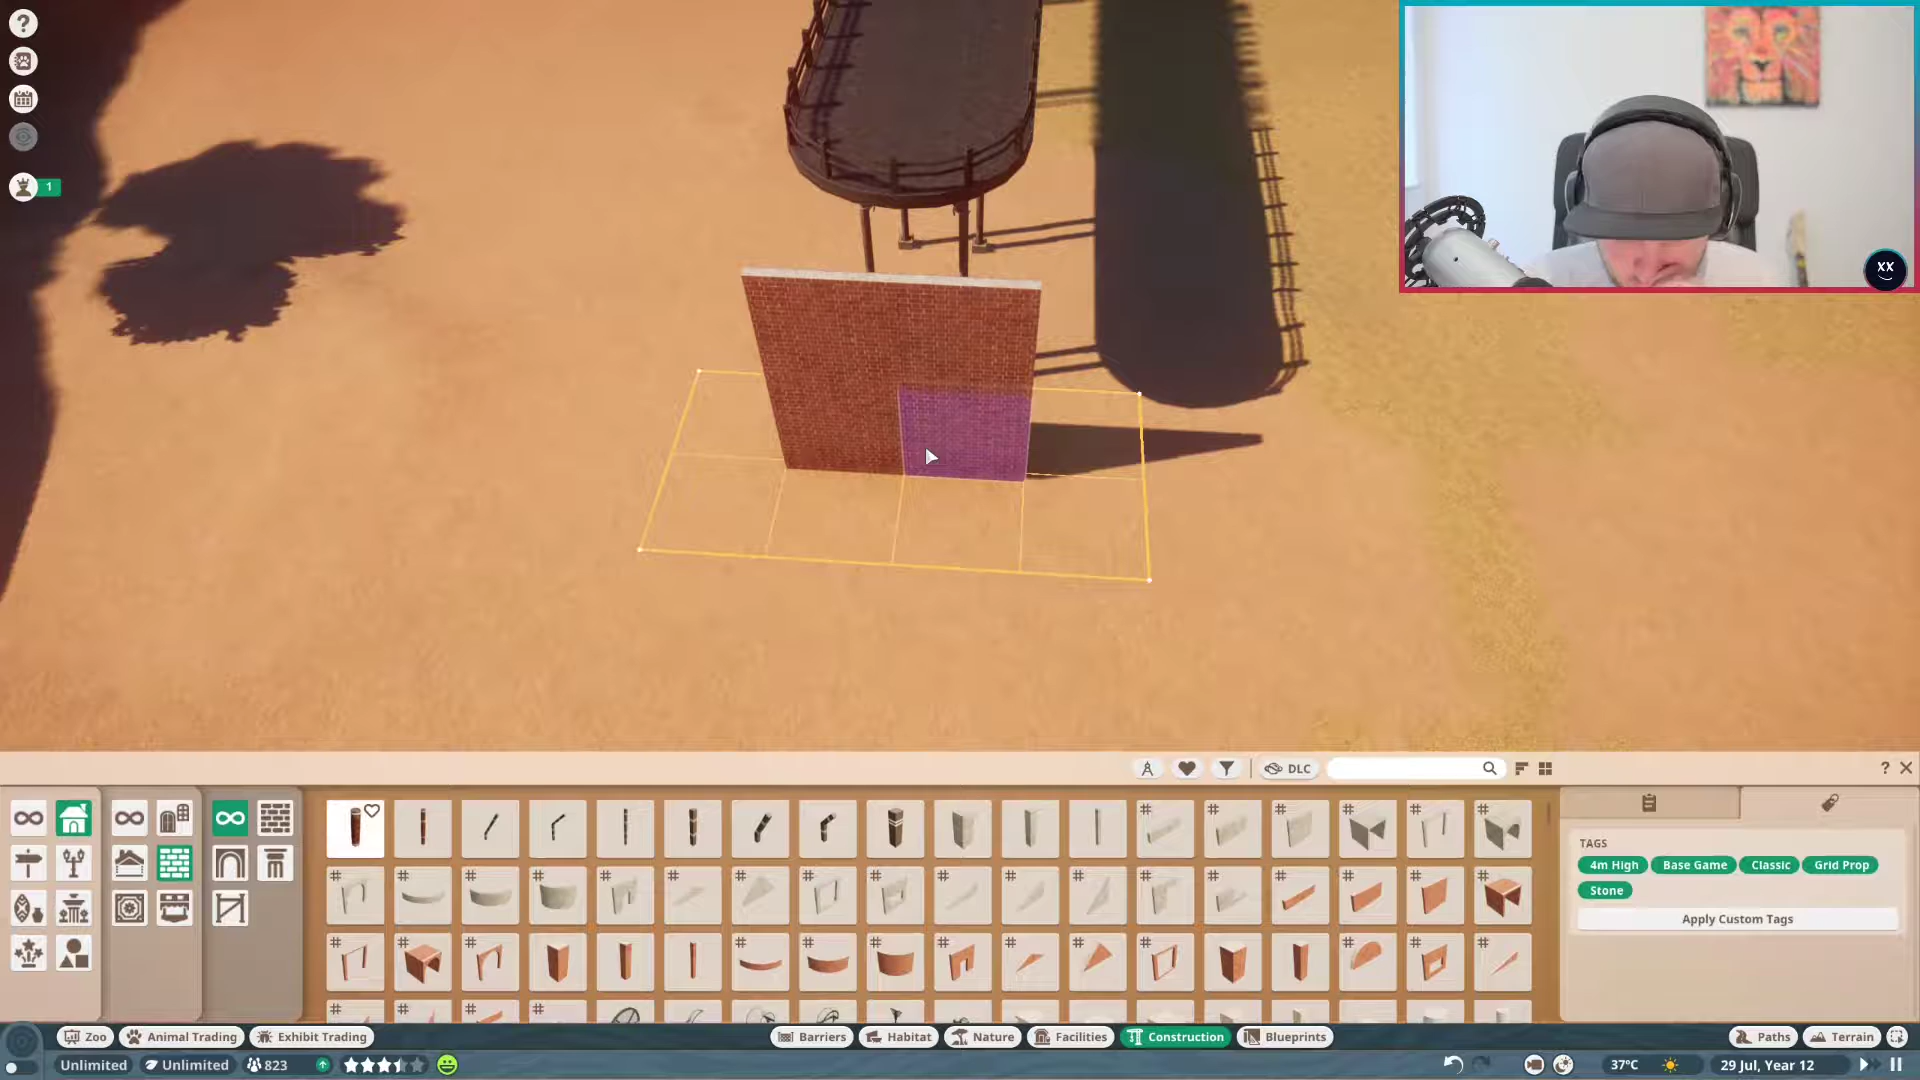 ?
1
XX
DLC
?
TAGS
4m High Base Game Classic Grid Prop
Stone
Apply Custom Tags
Zoo Animal Trading Exhibit Trading Barriers Habitat Nature Facilities Construction Blueprints Paths Terrain
Unlimited Unlimited 823 37°C 29 Jul, Year 12